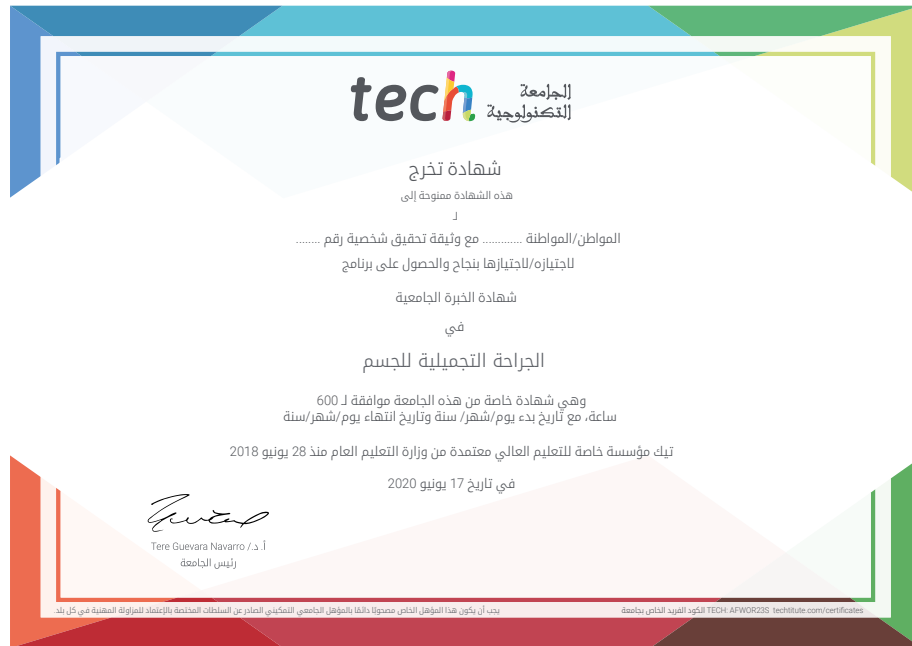 tech الجامعة
التكنولوجية
شهادة تخرج
هذه الشهادة ممنوحة إلى
لـ
المواطن/المواطنة ............ مع وثيقة تحقيق شخصية رقم ........
لاجتيازه/لاجتيازها بنجاح والحصول على برنامج
شهادة الخبرة الجامعية
في
الجراحة التجميلية للجسم
وهي شهادة خاصة من هذه الجامعة موافقة لـ 600
ساعة، مع تاريخ بدء يوم/شهر/ سنة وتاريخ انتهاء يوم/شهر/سنة
تيك مؤسسة خاصة للتعليم العالي معتمدة من وزارة التعليم العام منذ 28 يونيو 2018
في تاريخ 17 يونيو 2020
أ. د./ Tere Guevara Navarro
رئيس الجامعة
يجب أن يكون هذا المؤهل الخاص مصحوبًا دائمًا بالمؤهل الجامعي التمكيني الصادر عن السلطات المختصة بالإعتماد للمزاولة المهنية في كل بلد.
الكود الفريد الخاص بجامعة TECH: AFWOR23S techtitute.com/certificates